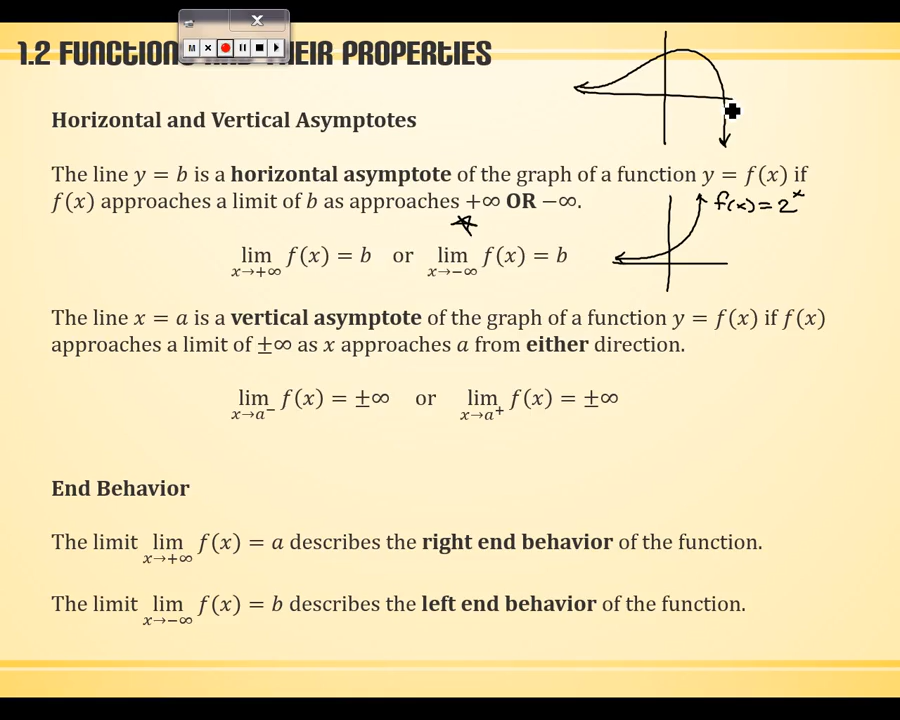 1.2 FUNCTION THEIR PROPERTIES
M
Horizontal and Vertical Asymptotes
The line y = b is a horizontal asymptote of the graph of a function y = f(x) if
f(x) approaches a limit of b as approaches +∞ OR −∞.
f(x) = 2^x
lim x→+∞ f(x) = b or lim x→−∞ f(x) = b
The line x = a is a vertical asymptote of the graph of a function y = f(x) if f(x)
approaches a limit of ±∞ as x approaches a from either direction.
lim x→a⁻ f(x) = ±∞ or lim x→a⁺ f(x) = ±∞
End Behavior
The limit lim x→+∞ f(x) = a describes the right end behavior of the function.
The limit lim x→−∞ f(x) = b describes the left end behavior of the function.